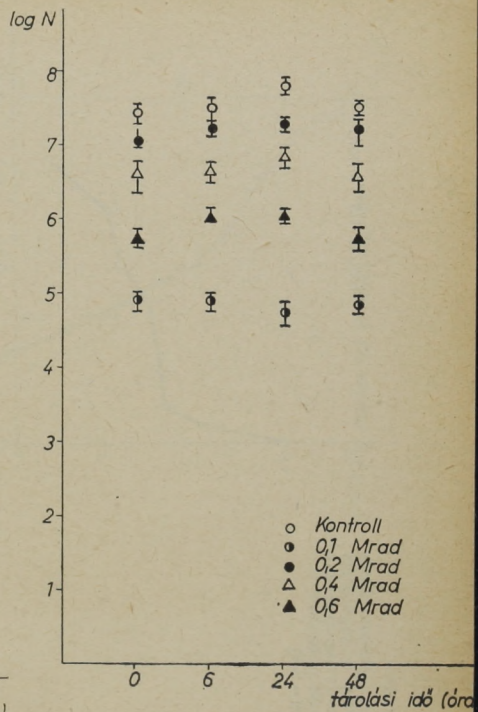 log N
8
7
6
5
4
3
2
1
Kontroll
0,1 Mrad
0,2 Mrad
0,4 Mrad
0,6 Mrad
0 6 24 48
tárolási idő (óra